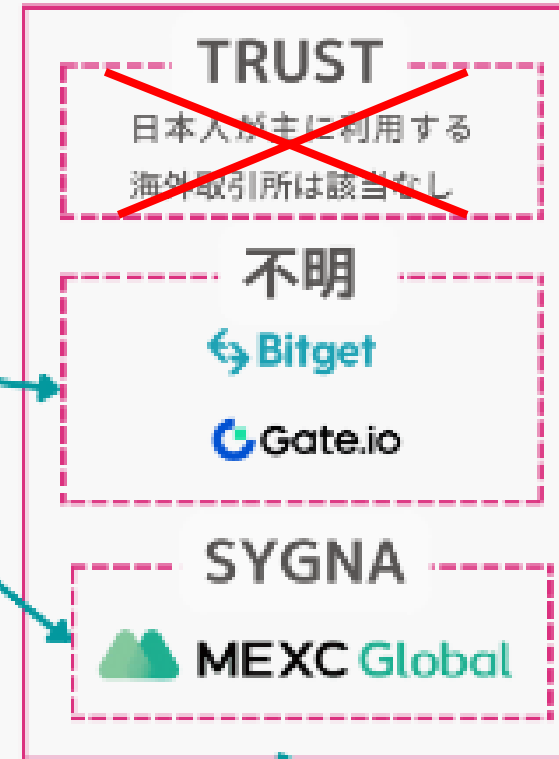 TRUST
日本人が主に利用する
海外取引所は該当なし
不明
Bitget
Gate.io
SYGNA
MEXC Global